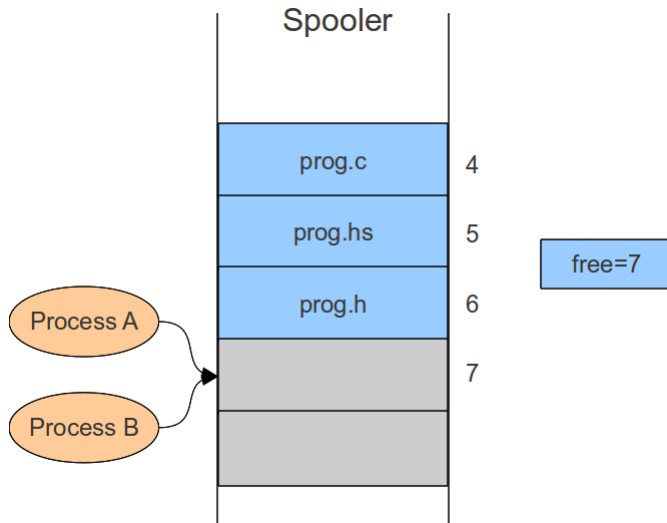 Spooler
prog.c
4
prog.hs
5
free=7
prog.h
6
Process A
7
Process B